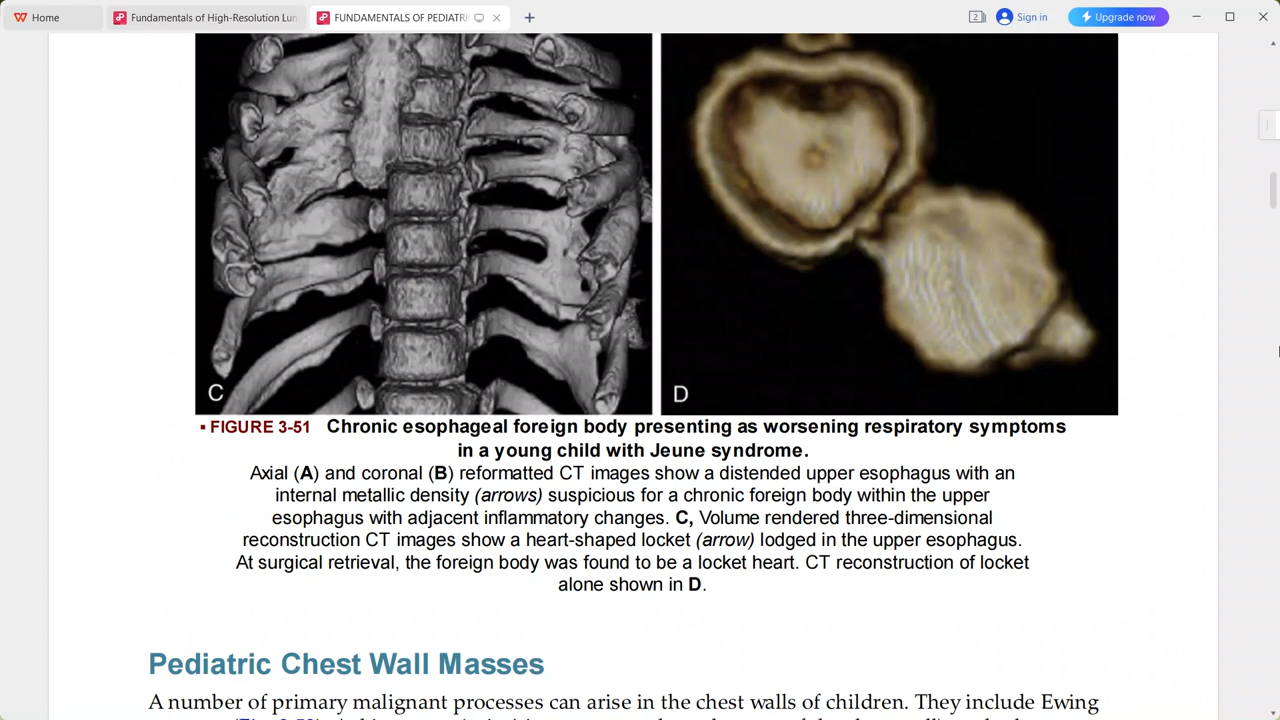 Home
Fundamentals of High-Resolution Lun
FUNDAMENTALS OF PEDIATRI
2
Sign in
Upgrade now
C
D
▪ FIGURE 3-51 Chronic esophageal foreign body presenting as worsening respiratory symptoms
in a young child with Jeune syndrome.
Axial (A) and coronal (B) reformatted CT images show a distended upper esophagus with an
internal metallic density (arrows) suspicious for a chronic foreign body within the upper
esophagus with adjacent inflammatory changes. C, Volume rendered three-dimensional
reconstruction CT images show a heart-shaped locket (arrow) lodged in the upper esophagus.
At surgical retrieval, the foreign body was found to be a locket heart. CT reconstruction of locket
alone shown in D.
Pediatric Chest Wall Masses
A number of primary malignant processes can arise in the chest walls of children. They include Ewing